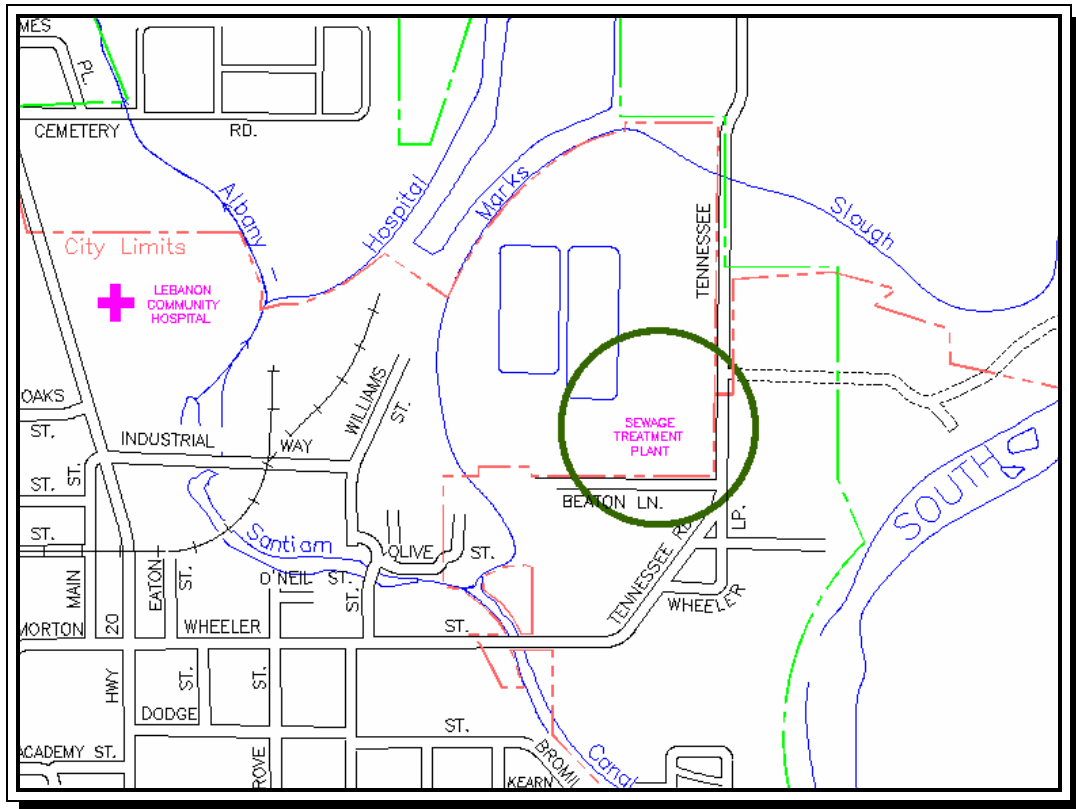 MES
PL.
CEMETERY RD.
Albany
Hospital
Marks
Slough
TENNESSEE
City Limits
LEBANON
COMMUNITY
HOSPITAL
OAKS
ST.
WILLIAMS
ST.
INDUSTRIAL WAY
SEWAGE
TREATMENT
PLANT
SOUTH
ST.
ST.
ST.
BEATON LN.
TENNESSEE RD.
LP.
Santiam
OLIVE ST.
O'NEIL ST.
MAIN
EATON
ST.
ST.
WHEELER
MORTON
20
HWY
WHEELER ST.
ST.
ST.
DODGE
ST.
ACADEMY ST.
ROVE
BROMIL
KEARN
Canal